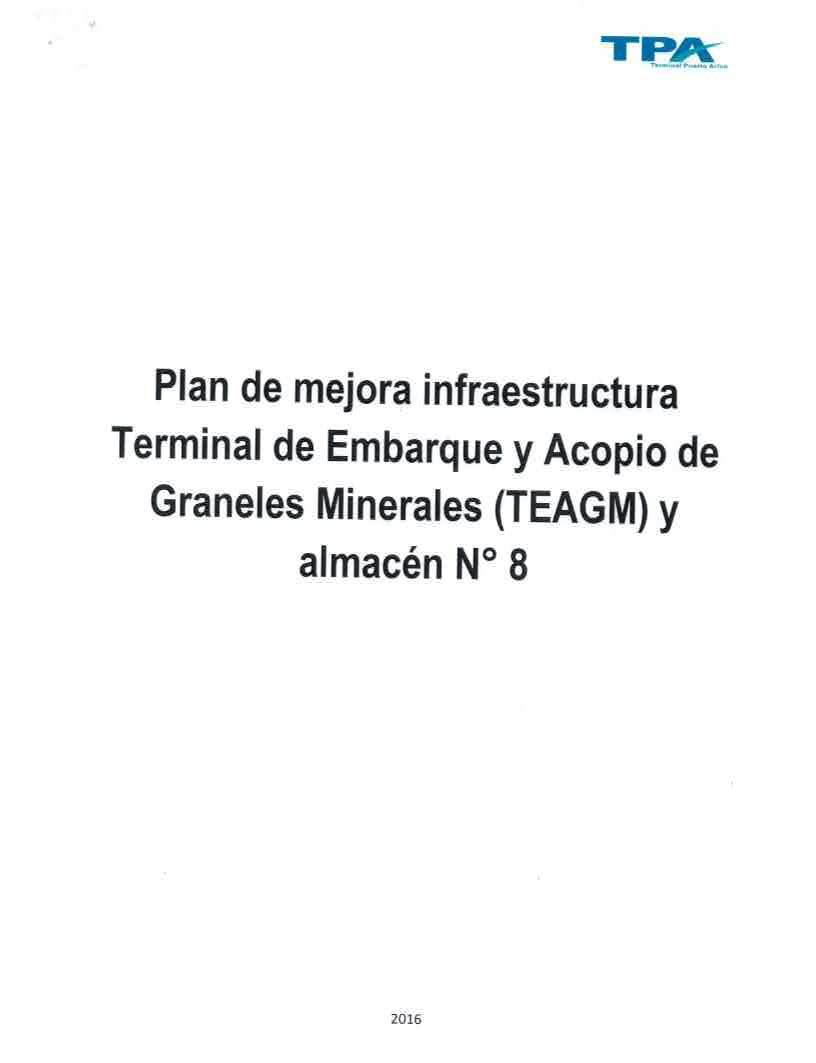 TPA
Terminal Puerto Arica
Plan de mejora infraestructura
Terminal de Embarque y Acopio de
Graneles Minerales (TEAGM) y
almacén N° 8
2016